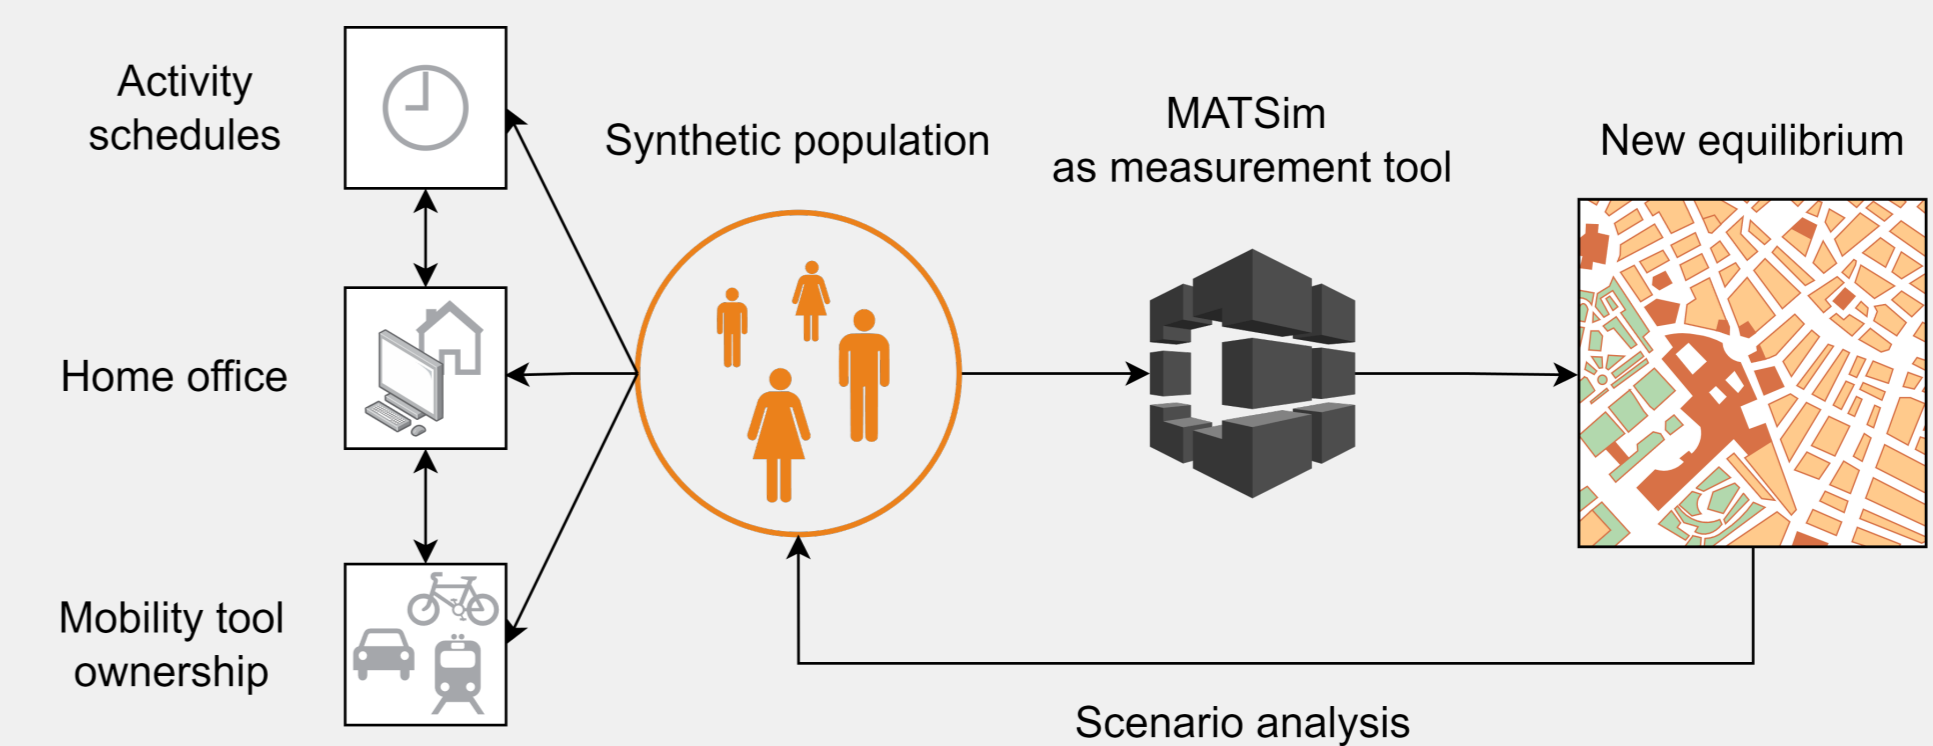 Activity
schedules
Home office
Mobility tool
ownership
Synthetic population
MATSim
as measurement tool
New equilibrium
Scenario analysis